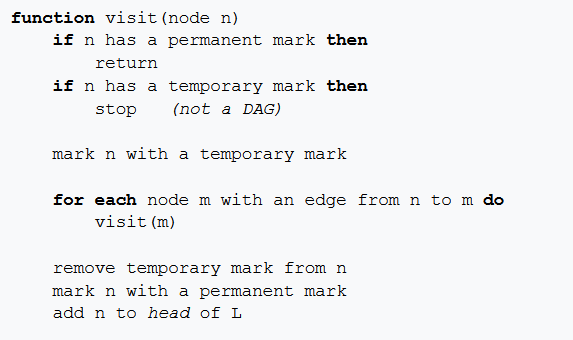 function visit(node n)
    if n has a permanent mark then
        return
    if n has a temporary mark then
        stop   (not a DAG)

    mark n with a temporary mark

    for each node m with an edge from n to m do
        visit(m)

    remove temporary mark from n
    mark n with a permanent mark
    add n to head of L